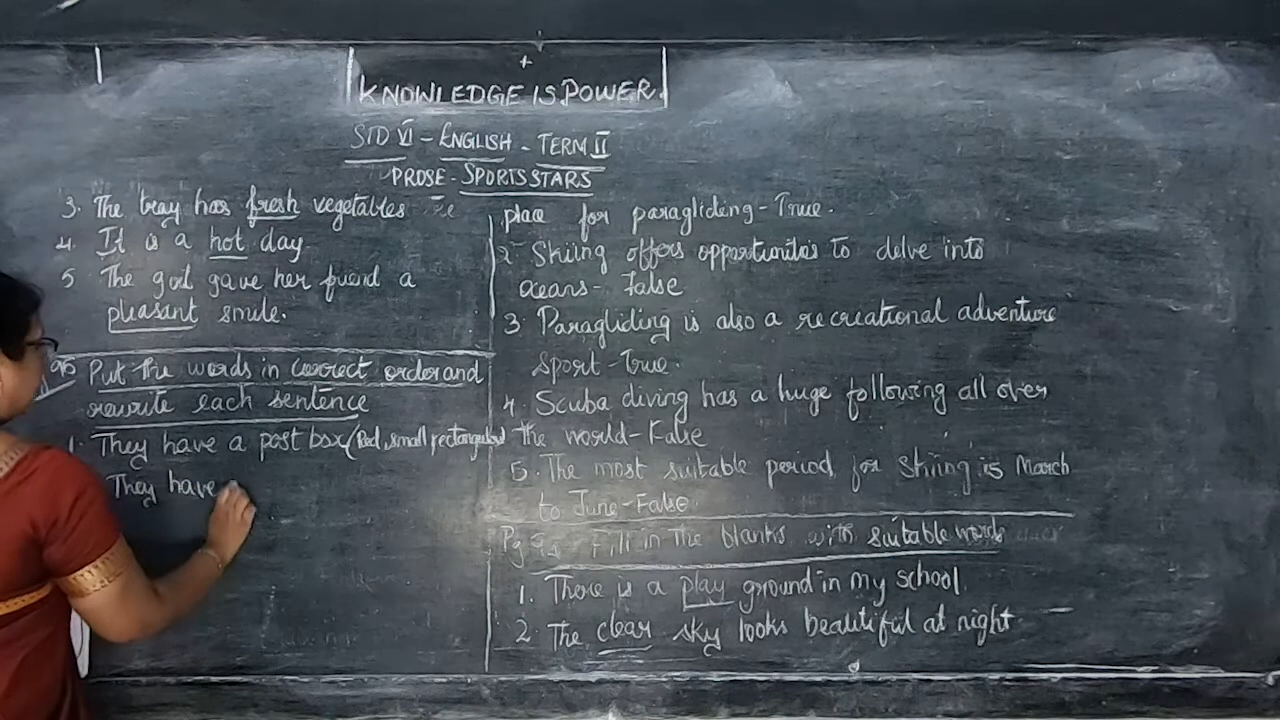 KNOWLEDGE IS POWER.
STD VI - ENGLISH - TERM II
PROSE - SPORTS STARS
3. The tray has fresh vegetables
4. It is a hot day.
5 The girl gave her friend a
pleasant smile.
96 Put the words in correct order and
rewrite each sentence
1. They have a post box (Red, small rectangular)
They have
place for paragliding - True.
2 Skiing offers opportunities to delve into
oceans - False
3 Paragliding is also a recreational adventure
sport - True.
4 Scuba diving has a huge following all over
the world - False
5. The most suitable period for Skiing is March
to June - False.
Pg 95 Fill in the blanks with suitable words
1. There is a play ground in my school.
2. The clear sky looks beautiful at night.